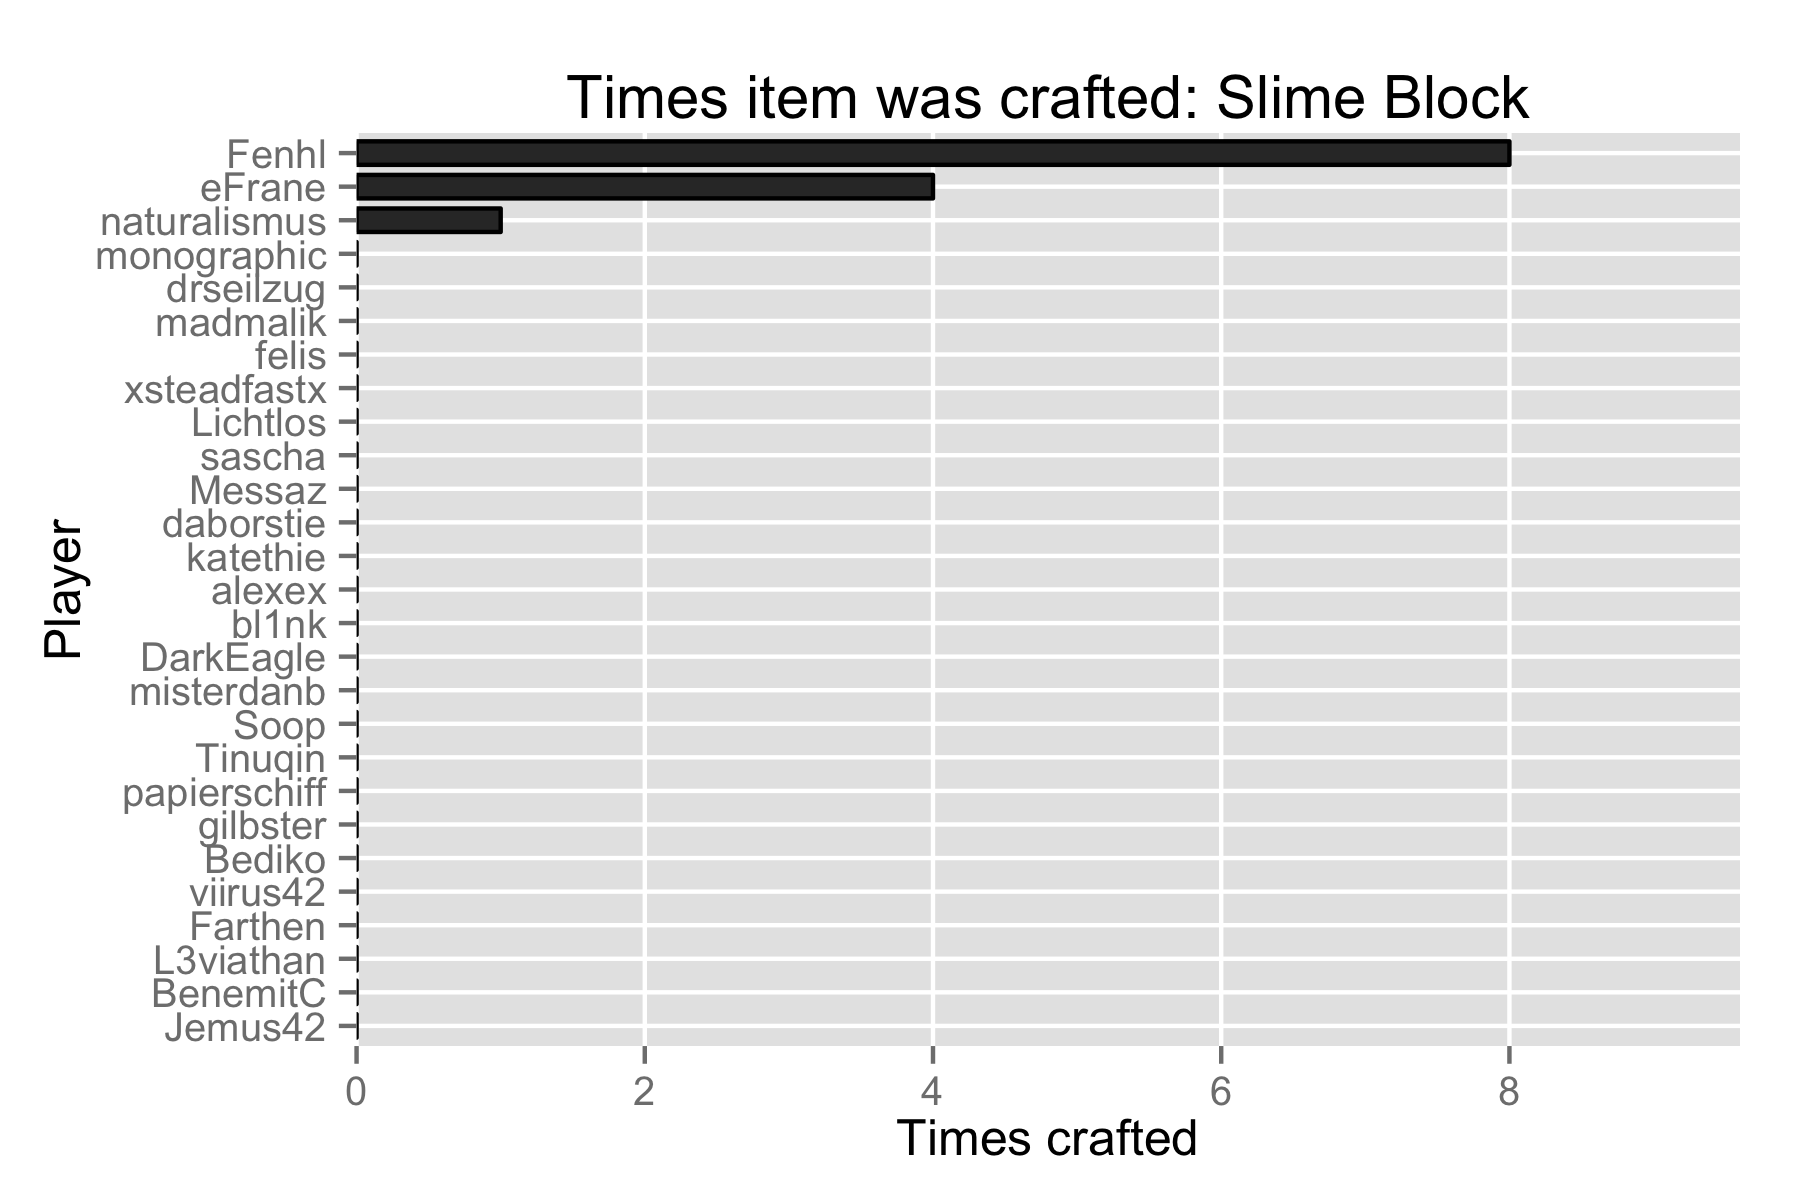 Times item was crafted: Slime Block
Player
Fenhl
eFrane
naturalismus
monographic
drseilzug
madmalik
felis
xsteadfastx
Lichtlos
sascha
Messaz
daborstie
katethie
alexex
bl1nk
DarkEagle
misterdanb
Soop
Tinuqin
papierschiff
gilbster
Bediko
viirus42
Farthen
L3viathan
BenemitC
Jemus42
0 2 4 6 8
Times crafted